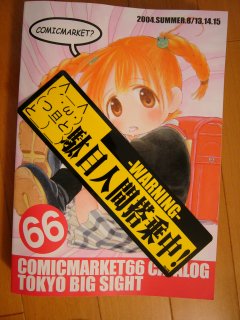 COMICMARKET?
2004.SUMMER.8/13,14,15
-WARNING-
駄目人間搭乗中!
66
COMICMARKET66 C LOG
TOKYO BIG SIGHT